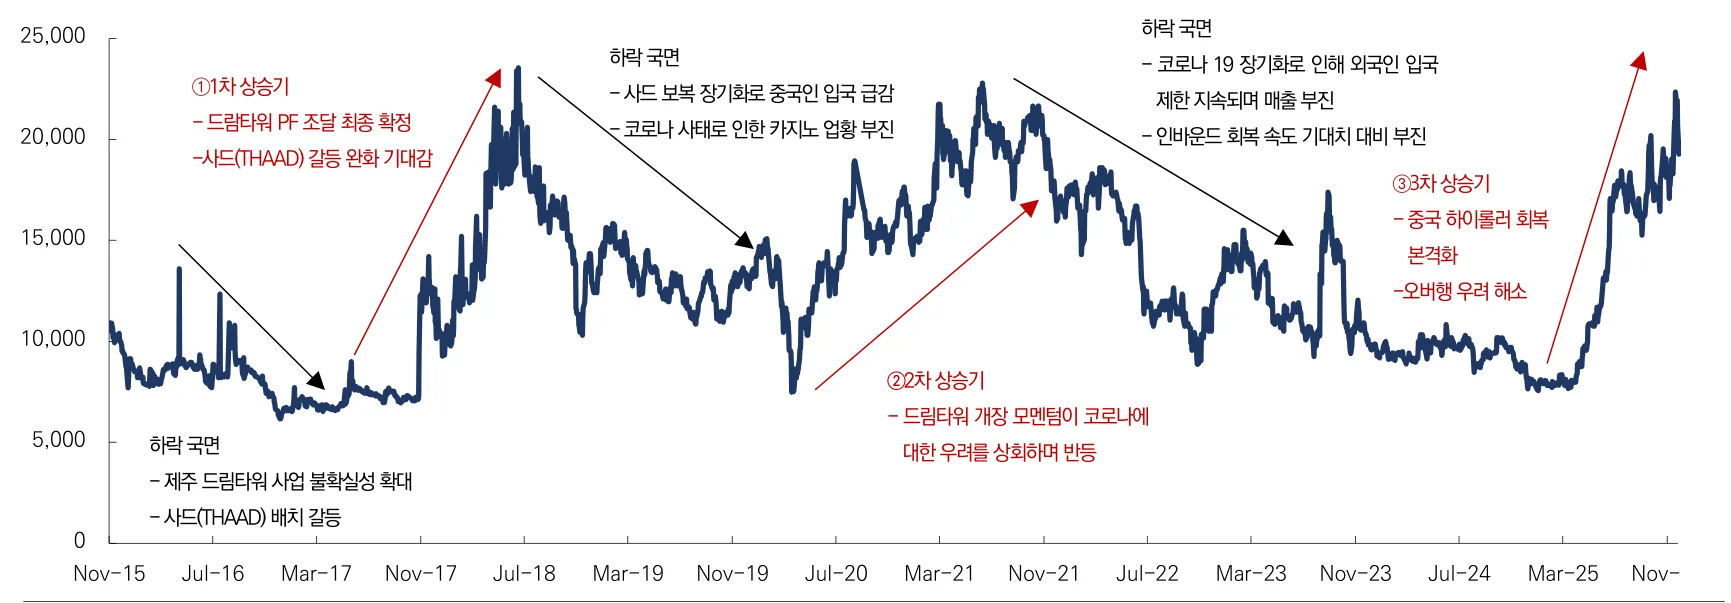 25,000
20,000
15,000
10,000
5,000
0
①1차 상승기
- 드림타워 PF 조달 최종 확정
-사드(THAAD) 갈등 완화 기대감
하락 국면
- 사드 보복 장기화로 중국인 입국 급감
- 코로나 사태로 인한 카지노 업황 부진
하락 국면
- 코로나 19 장기화로 인해 외국인 입국
제한 지속되며 매출 부진
- 인바운드 회복 속도 기대치 대비 부진
③3차 상승기
- 중국 하이롤러 회복
본격화
-오버행 우려 해소
②2차 상승기
- 드림타워 개장 모멘텀이 코로나에
대한 우려를 상회하며 반등
하락 국면
- 제주 드림타워 사업 불확실성 확대
- 사드(THAAD) 배치 갈등
Nov-15 Jul-16 Mar-17 Nov-17 Jul-18 Mar-19 Nov-19 Jul-20 Mar-21 Nov-21 Jul-22 Mar-23 Nov-23 Jul-24 Mar-25 Nov-